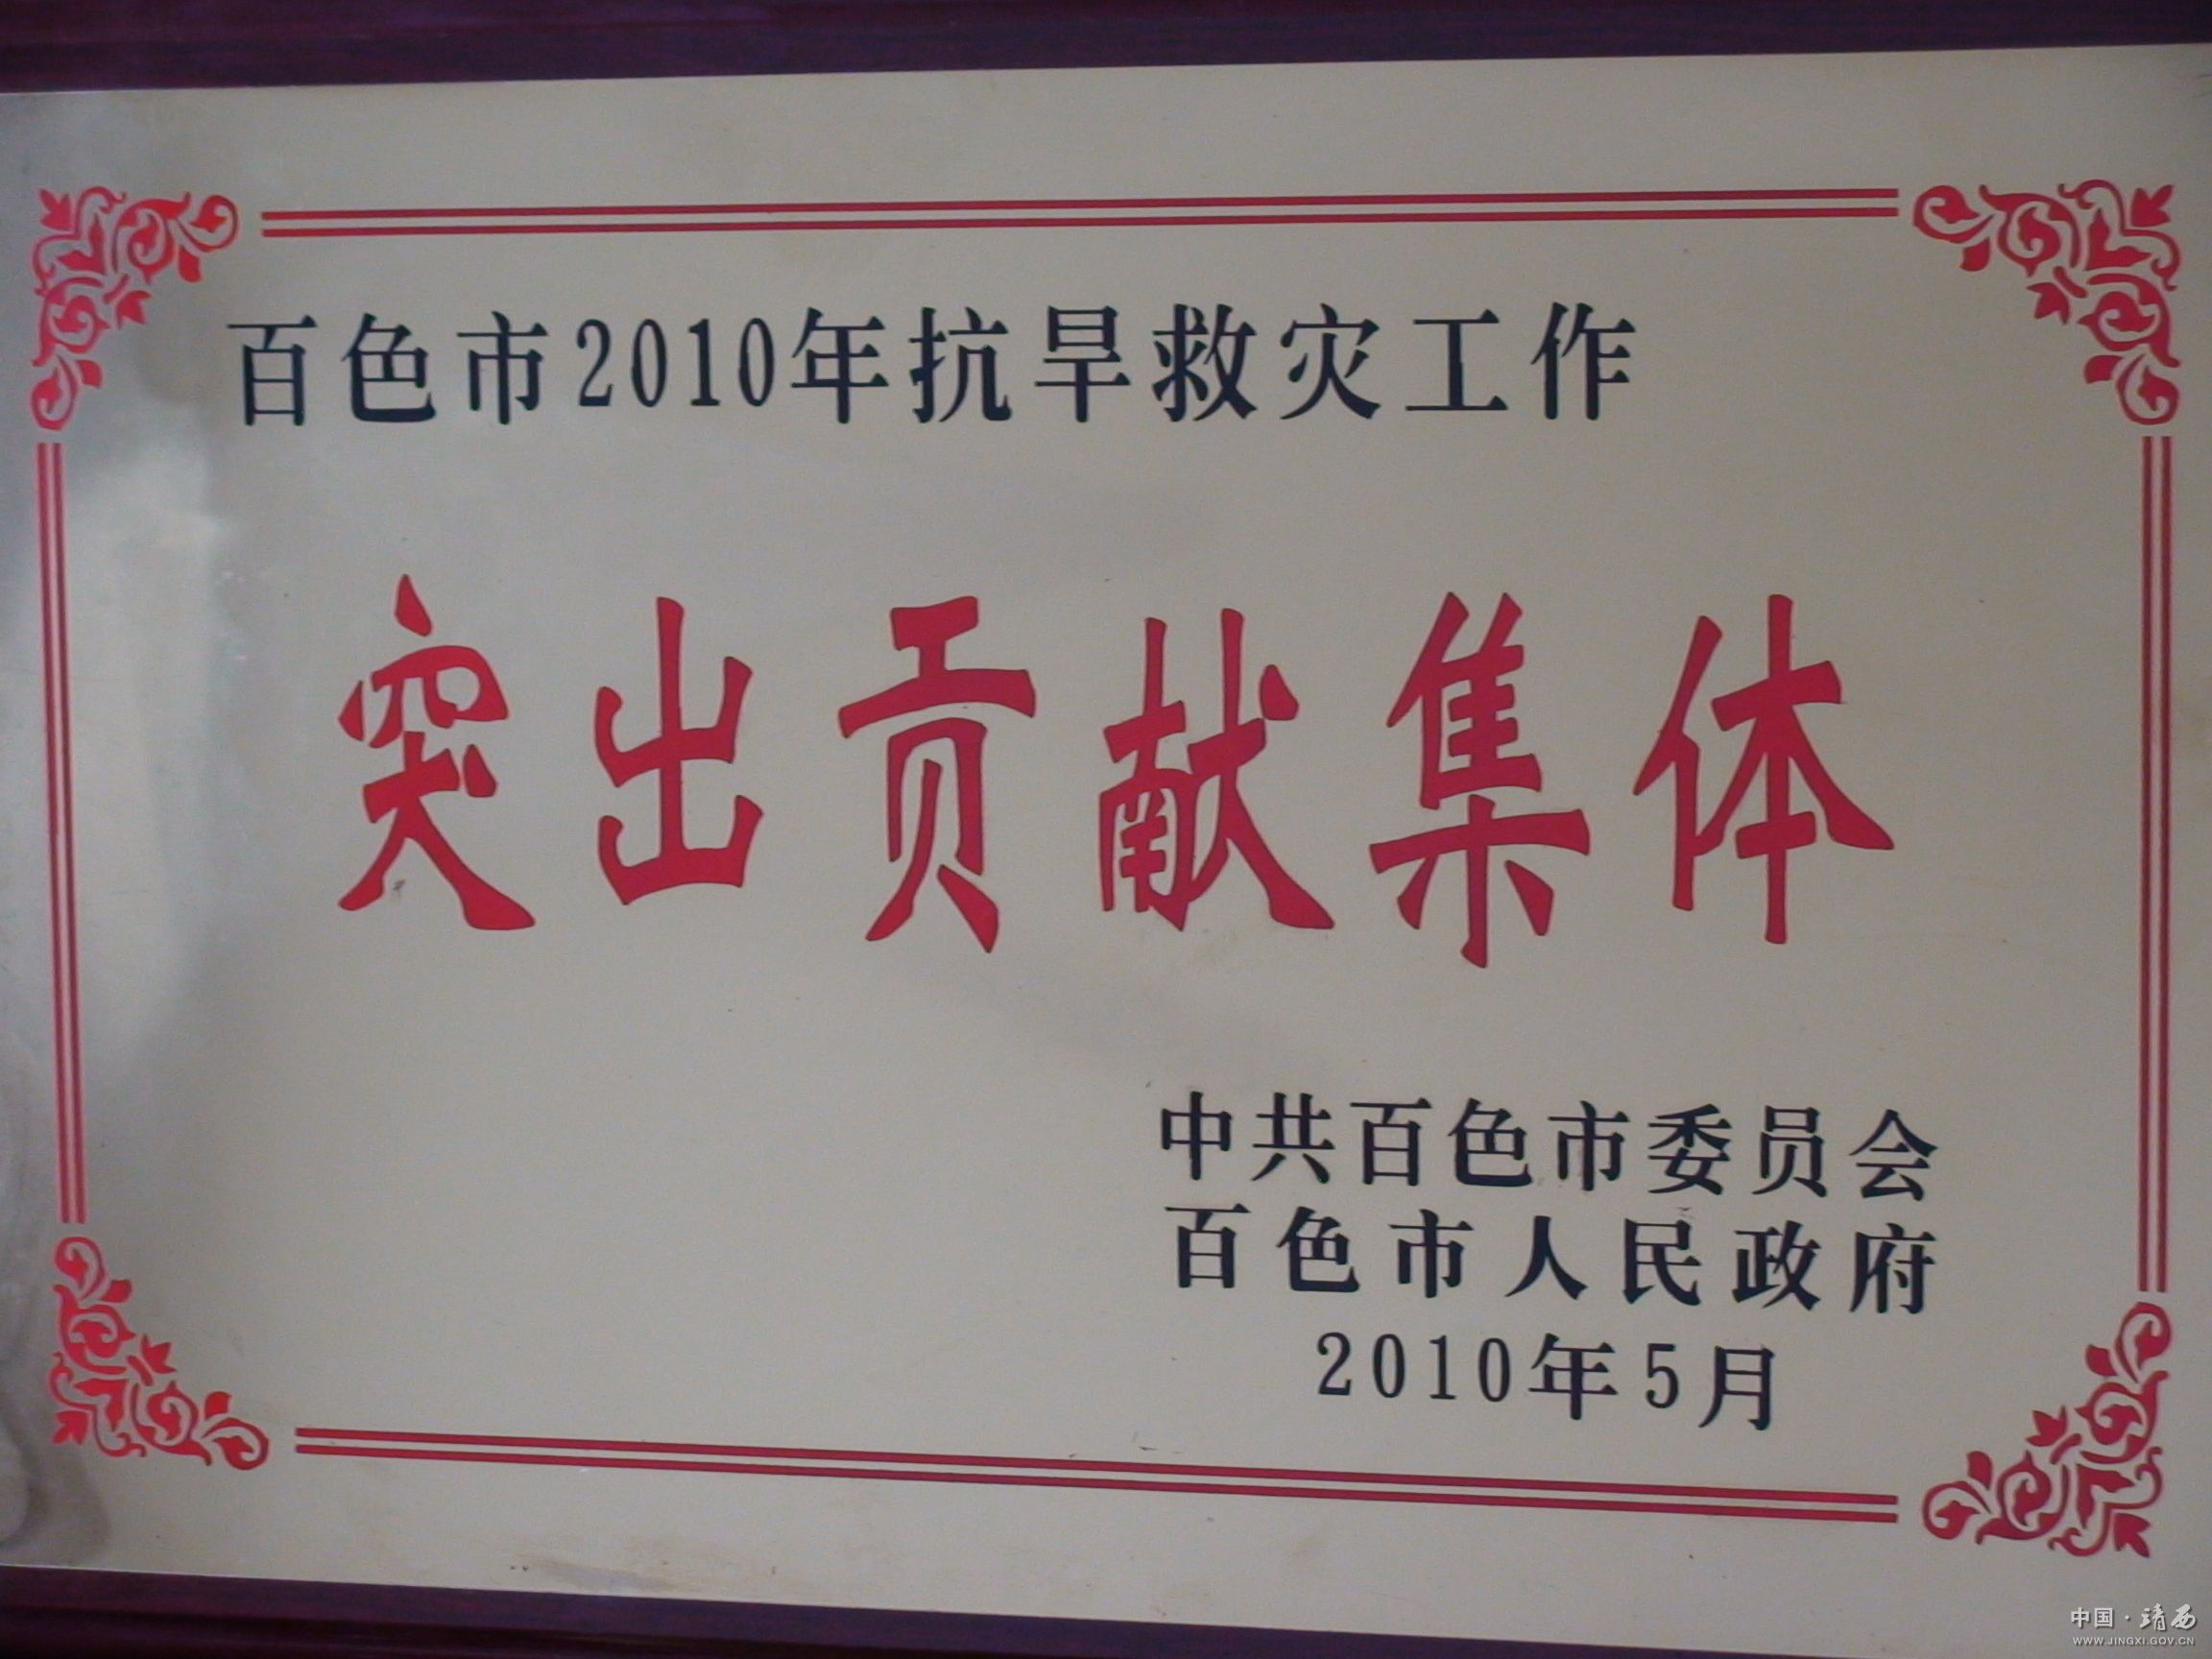 百色市2010年抗旱救灾工作
突出贡献集体
中共百色市委员会
百色市人民政府
2010年5月
中国·靖西
WWW.JINGXI.GOV.CN